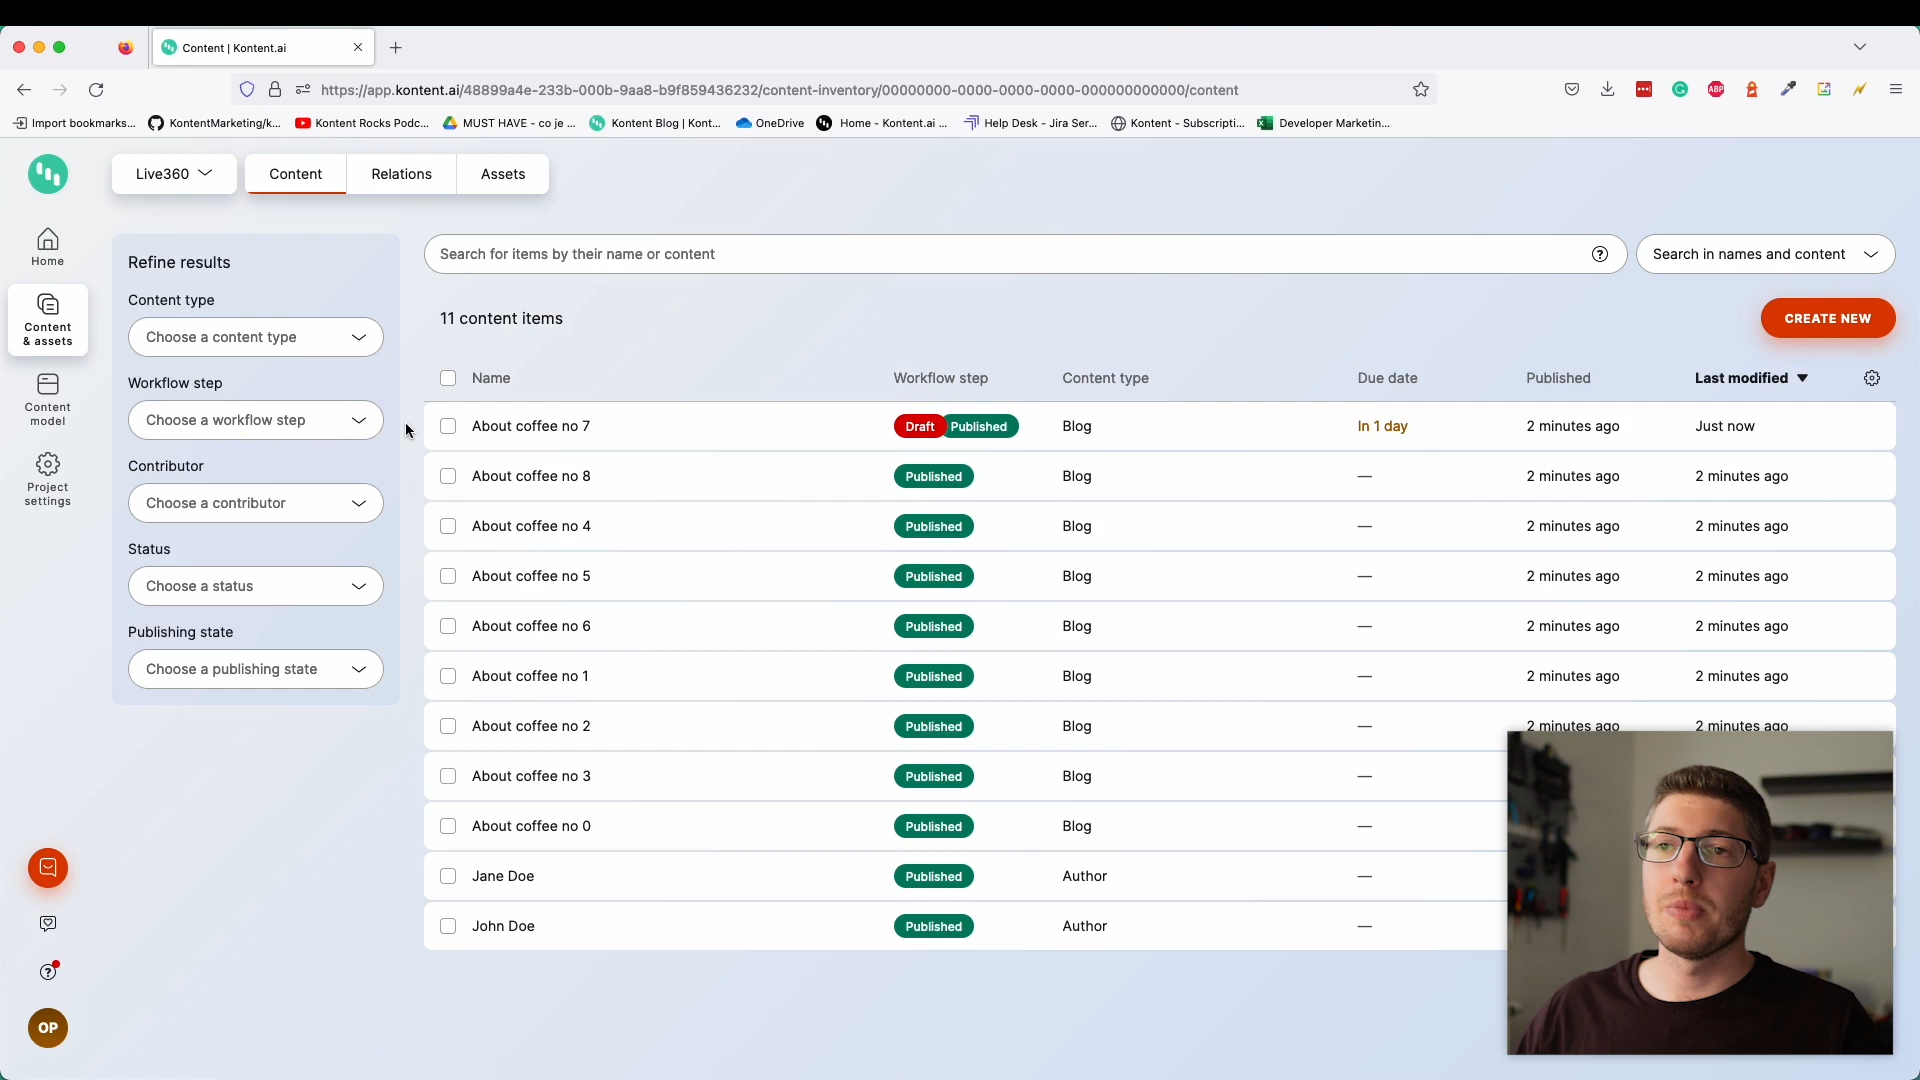 Content | Kontent.ai
https://app.kontent.ai/48899a4e-233b-000b-9aa8-b9f859436232/content-inventory/00000000-0000-0000-0000-000000000000/content
ABP
Import bookmarks...
KontentMarketing/k...
Kontent Rocks Podc...
MUST HAVE - co je ...
Kontent Blog | Kont...
OneDrive
Home - Kontent.ai ...
Help Desk - Jira Ser...
Kontent - Subscripti...
Developer Marketin...
Live360
Content
Relations
Assets
Home
Content
& assets
Content
model
Project
settings
OP
Refine results
Content type
Choose a content type
Workflow step
Choose a workflow step
Contributor
Choose a contributor
Status
Choose a status
Publishing state
Choose a publishing state
Search for items by their name or content
Search in names and content
11 content items
CREATE NEW
Name Workflow step Content type Due date Published Last modified
About coffee no 7 Draft Published Blog In 1 day 2 minutes ago Just now
About coffee no 8 Published Blog — 2 minutes ago 2 minutes ago
About coffee no 4 Published Blog — 2 minutes ago 2 minutes ago
About coffee no 5 Published Blog — 2 minutes ago 2 minutes ago
About coffee no 6 Published Blog — 2 minutes ago 2 minutes ago
About coffee no 1 Published Blog — 2 minutes ago 2 minutes ago
About coffee no 2 Published Blog — 2 minutes ago 2 minutes ago
About coffee no 3 Published Blog —
About coffee no 0 Published Blog —
Jane Doe Published Author —
John Doe Published Author —